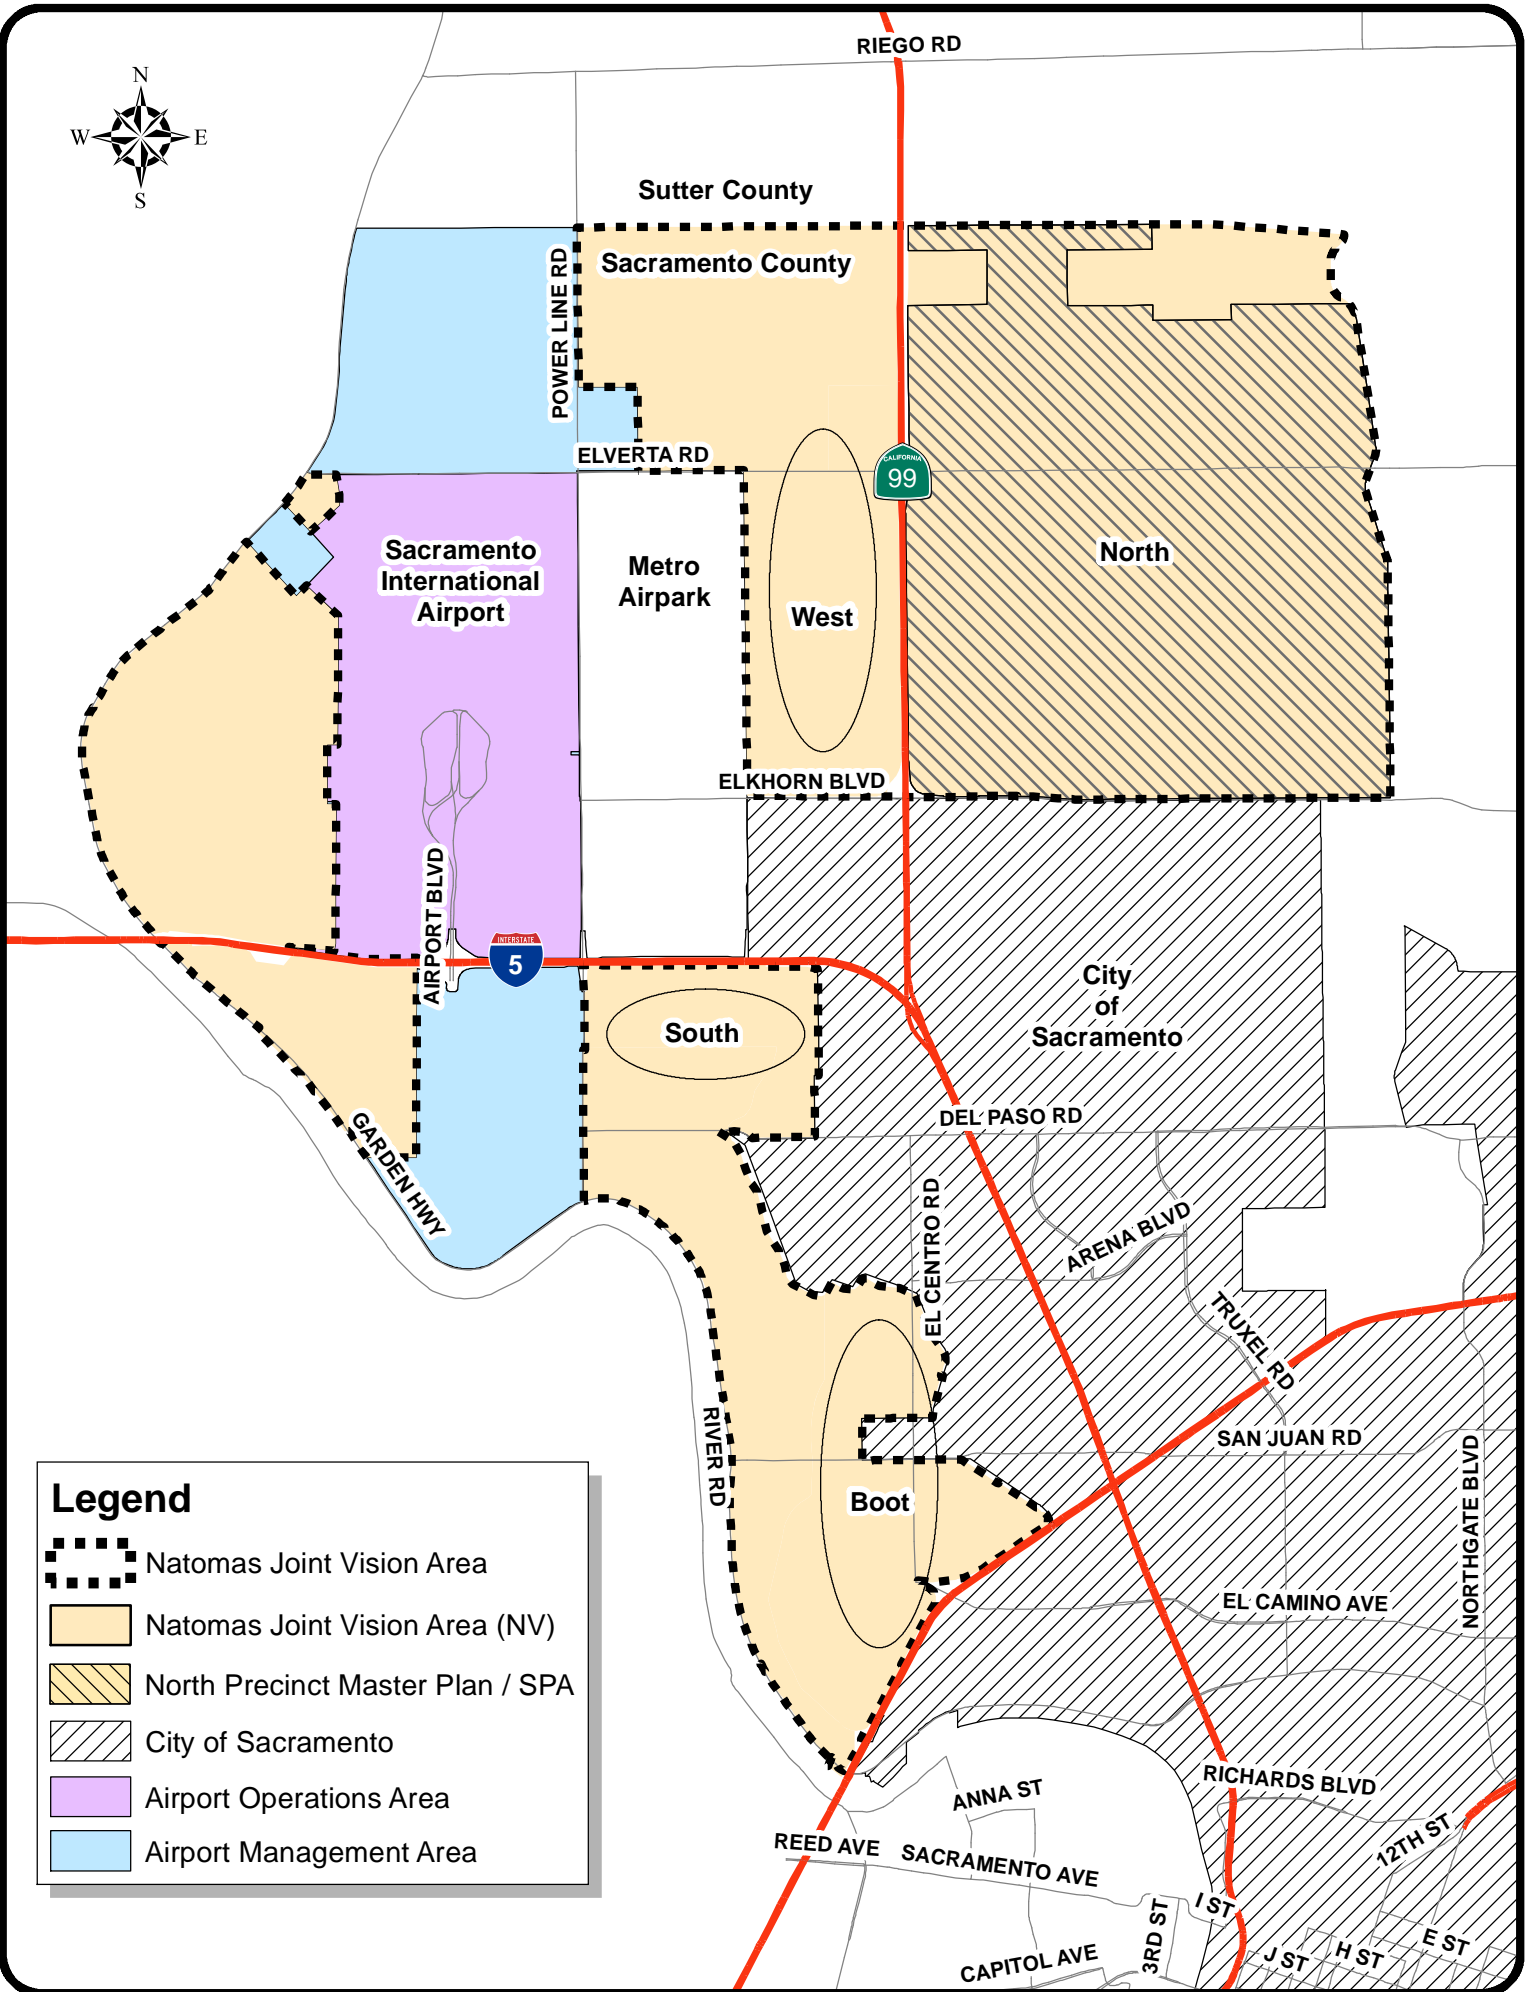 RIEGO RD
N
W
E
S
Sutter County
Sacramento County
POWER LINE RD
ELVERTA RD
CALIFORNIA
99
Sacramento
International
Airport
Metro
Airpark
West
North
ELKHORN BLVD
AIRPORT BLVD
INTERSTATE
5
City
of
Sacramento
South
DEL PASO RD
GARDEN HWY
EL CENTRO RD
ARENA BLVD
TRUXEL RD
RIVER RD
SAN JUAN RD
NORTHGATE BLVD
Boot
EL CAMINO AVE
RICHARDS BLVD
ANNA ST
12TH ST
REED AVE
SACRAMENTO AVE
I ST
3RD ST
CAPITOL AVE
J ST
H ST
E ST
Legend
Natomas Joint Vision Area
Natomas Joint Vision Area (NV)
North Precinct Master Plan / SPA
City of Sacramento
Airport Operations Area
Airport Management Area